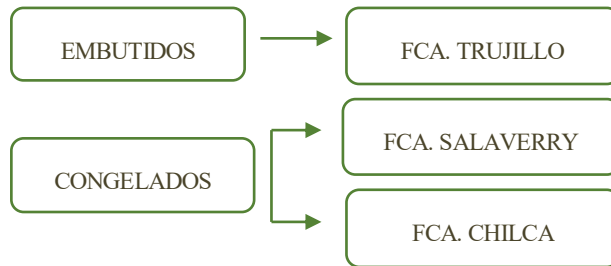 EMBUTIDOS
FCA. TRUJILLO
CONGELADOS
FCA. SALAVERRY
FCA. CHILCA